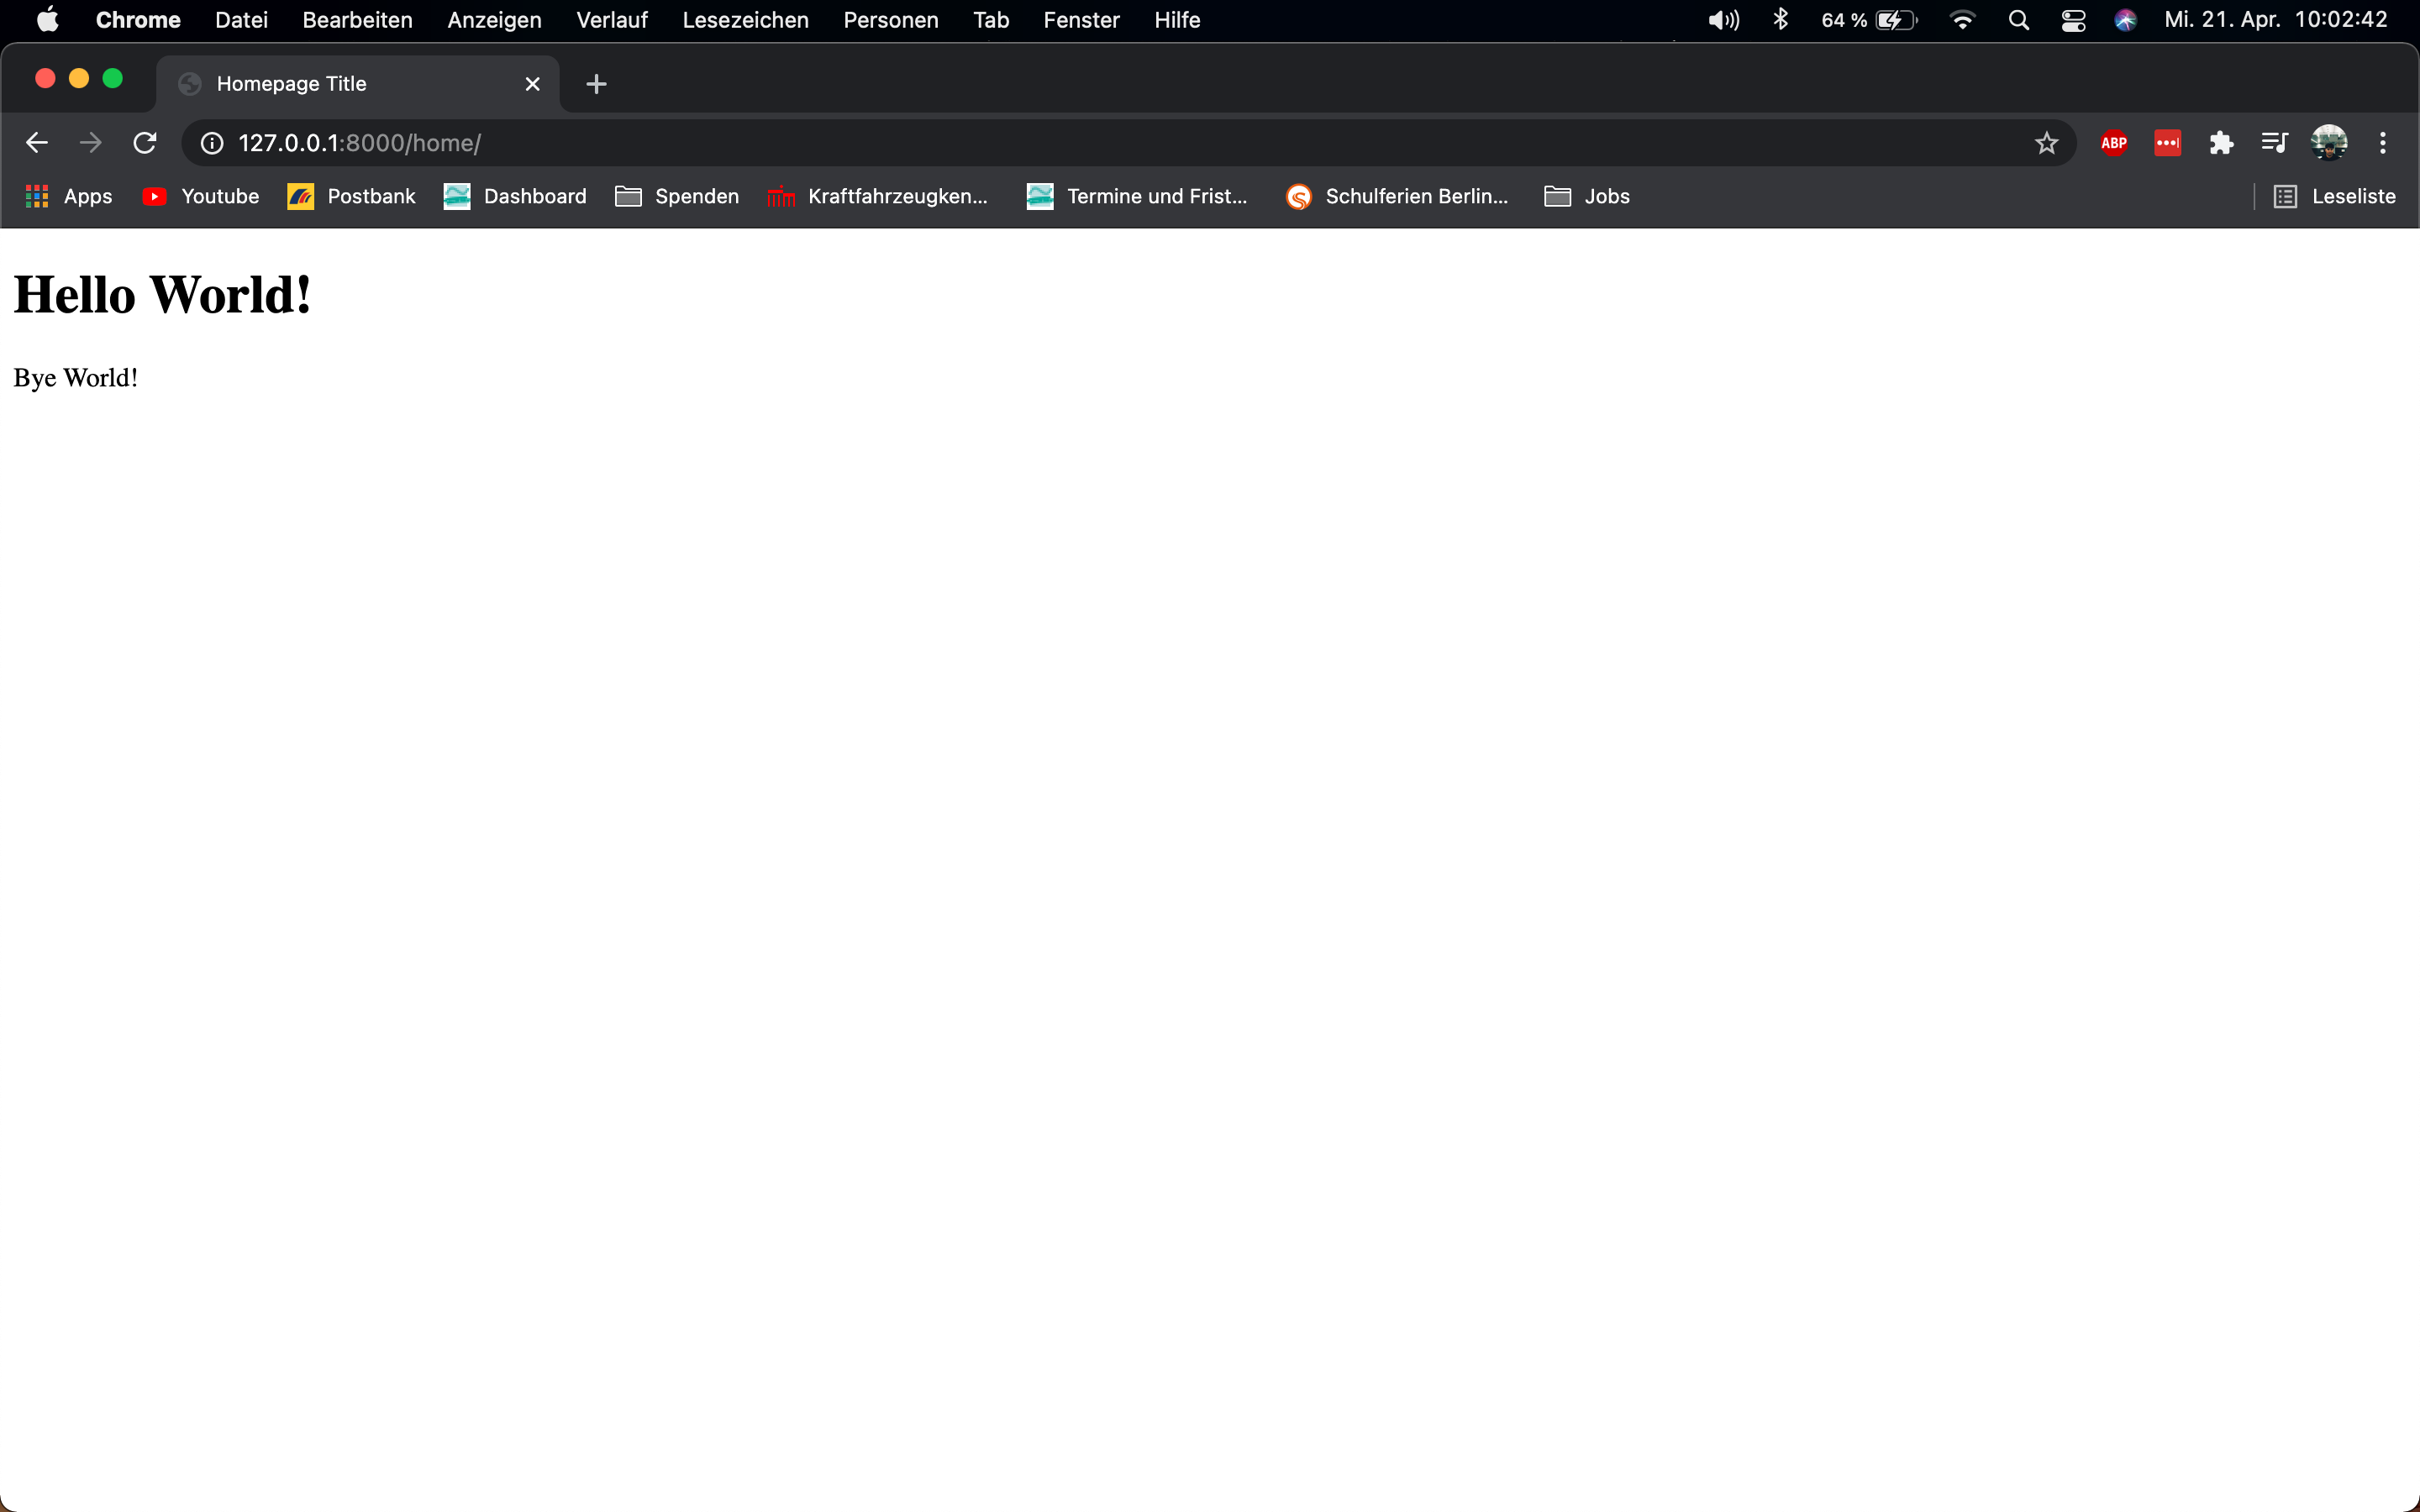 Chrome Datei Bearbeiten Anzeigen Verlauf Lesezeichen Personen Tab Fenster Hilfe 64 % Mi. 21. Apr. 10:02:42
Homepage Title
127.0.0.1:8000/home/ ABP
Apps Youtube Postbank Dashboard Spenden Kraftfahrzeugken... Termine und Frist... Schulferien Berlin... Jobs Leseliste
Hello World!
Bye World!